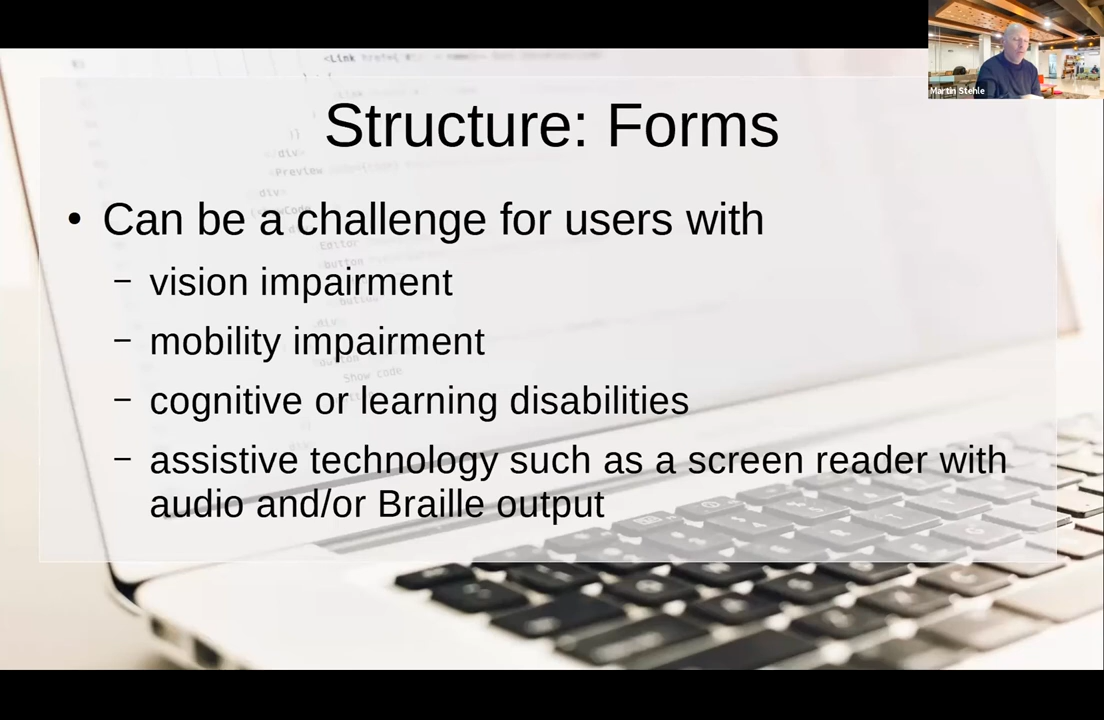 Martin Stehle
Structure: Forms
• Can be a challenge for users with
– vision impairment
– mobility impairment
– cognitive or learning disabilities
– assistive technology such as a screen reader with
audio and/or Braille output